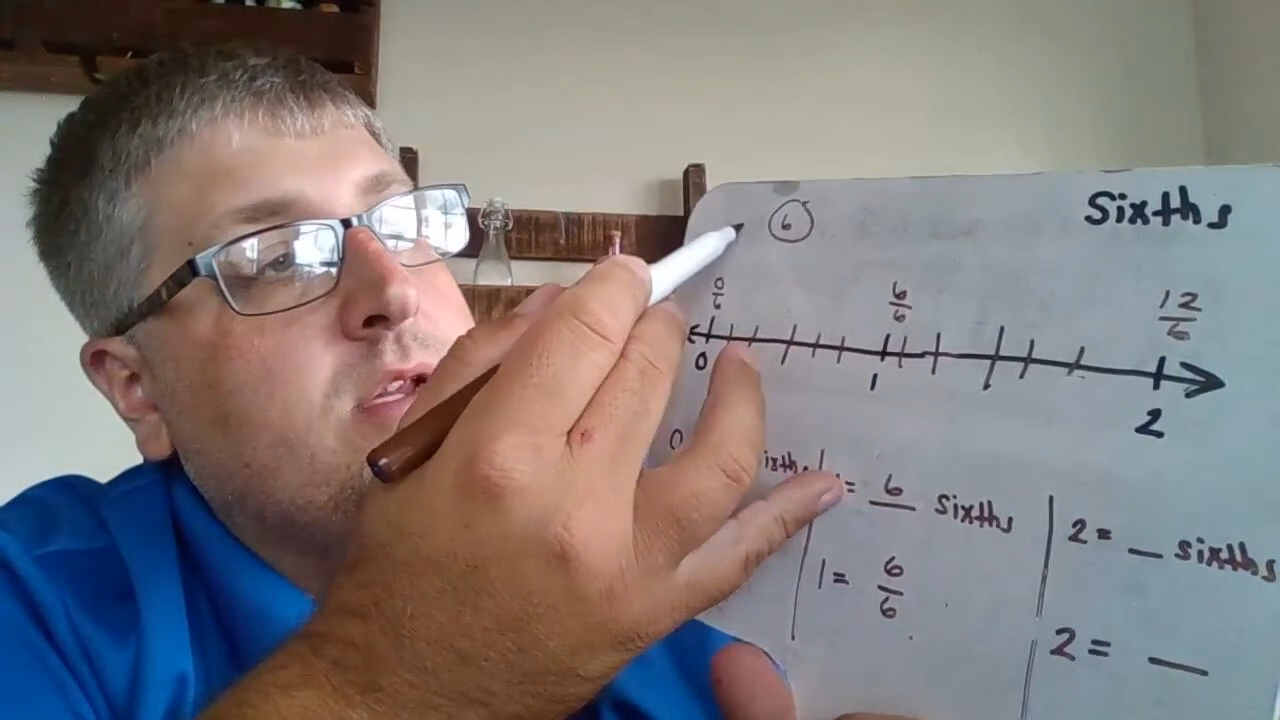 Sixths
6
0/6 6/6 12/6
0 1 2
0
= 6 sixths
1 = 6/6
2 = _ sixths
2 = _